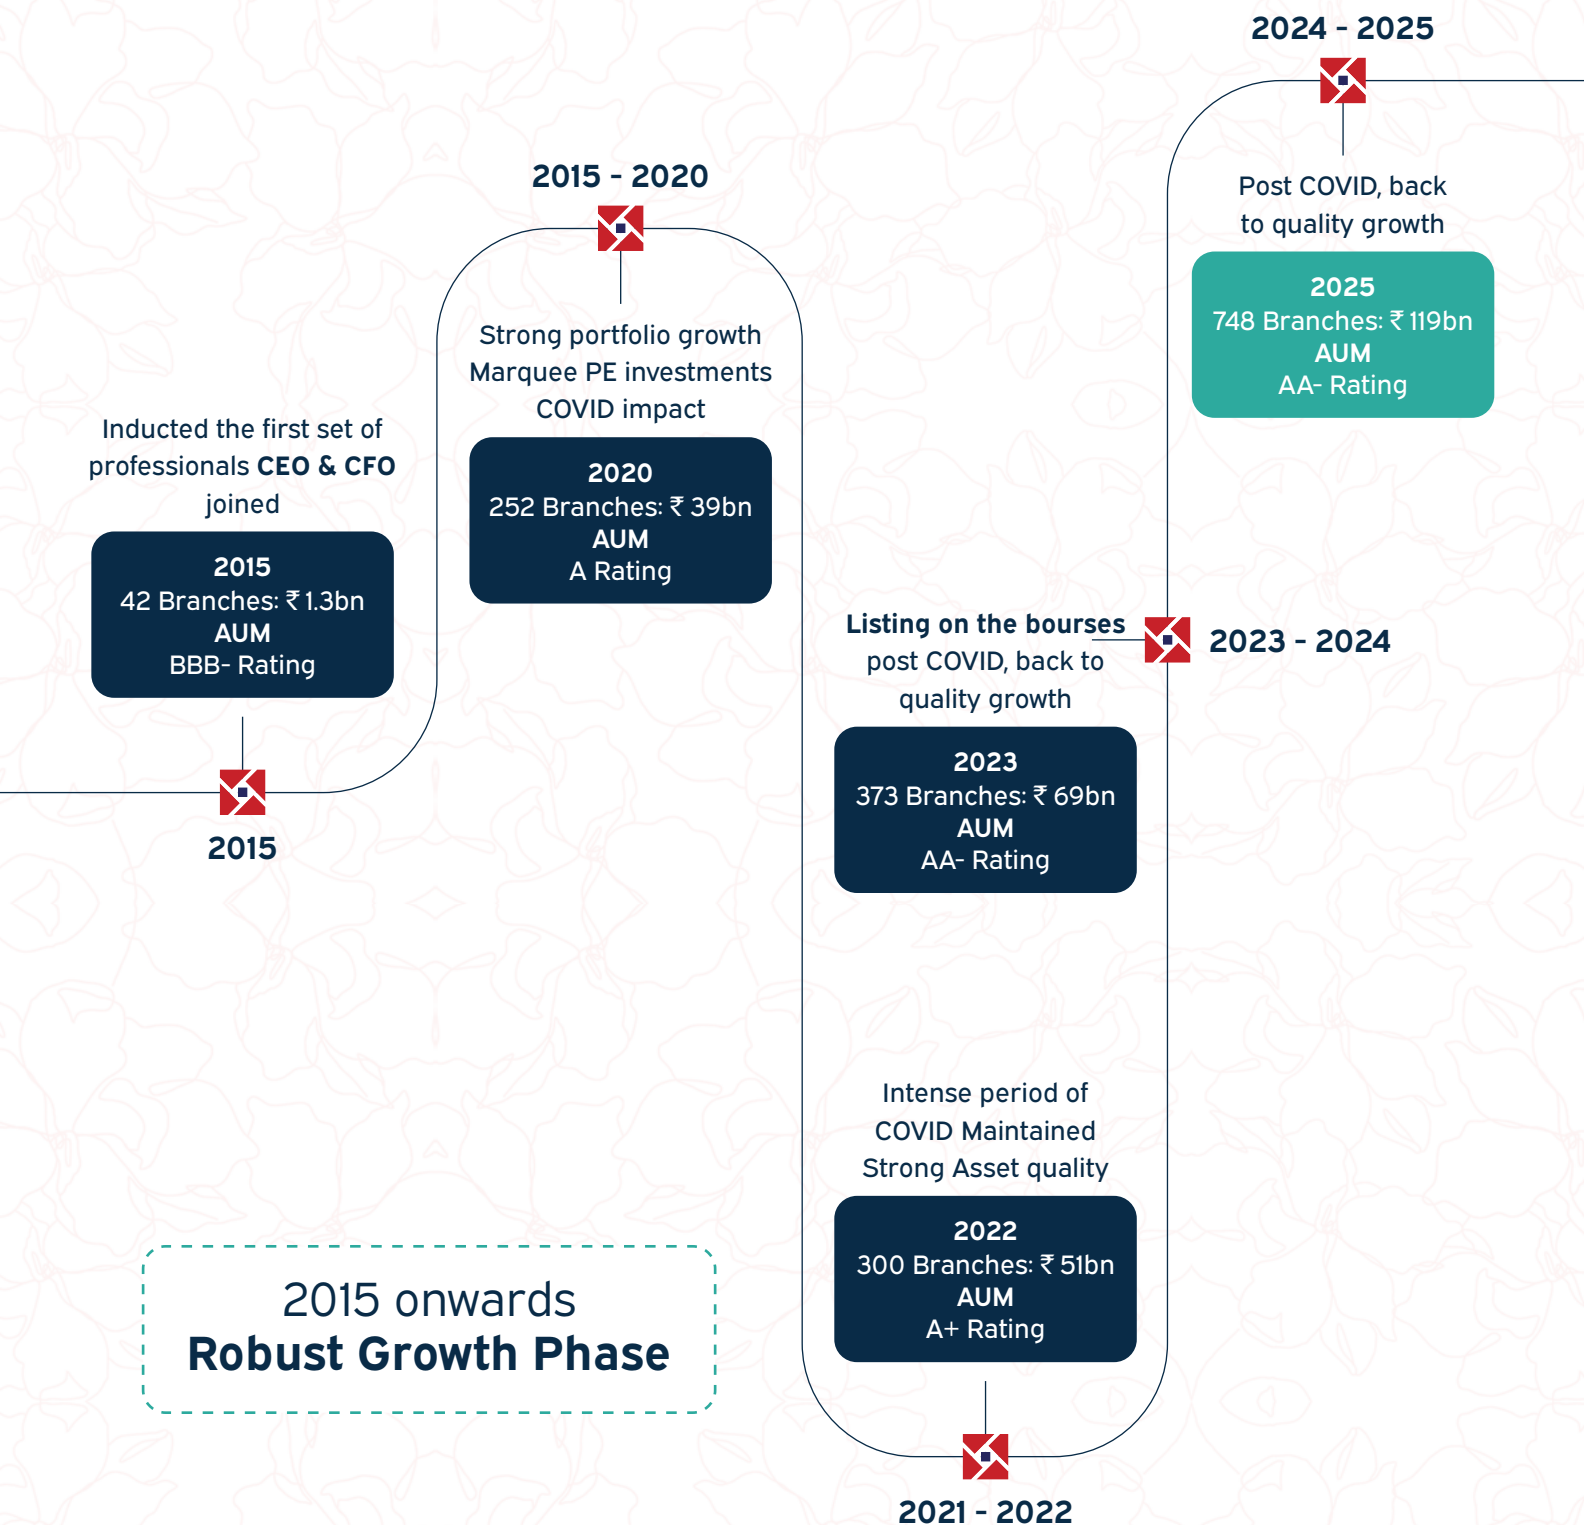 2015
Inducted the first set of
professionals CEO & CFO
joined
2015
42 Branches: ₹ 1.3bn
AUM
BBB- Rating
2015 - 2020
Strong portfolio growth
Marquee PE investments
COVID impact
2020
252 Branches: ₹ 39bn
AUM
A Rating
2021 - 2022
Intense period of
COVID Maintained
Strong Asset quality
2022
300 Branches: ₹ 51bn
AUM
A+ Rating
2023 - 2024
Listing on the bourses
post COVID, back to
quality growth
2023
373 Branches: ₹ 69bn
AUM
AA- Rating
2024 - 2025
Post COVID, back
to quality growth
2025
748 Branches: ₹ 119bn
AUM
AA- Rating
2015 onwards
Robust Growth Phase